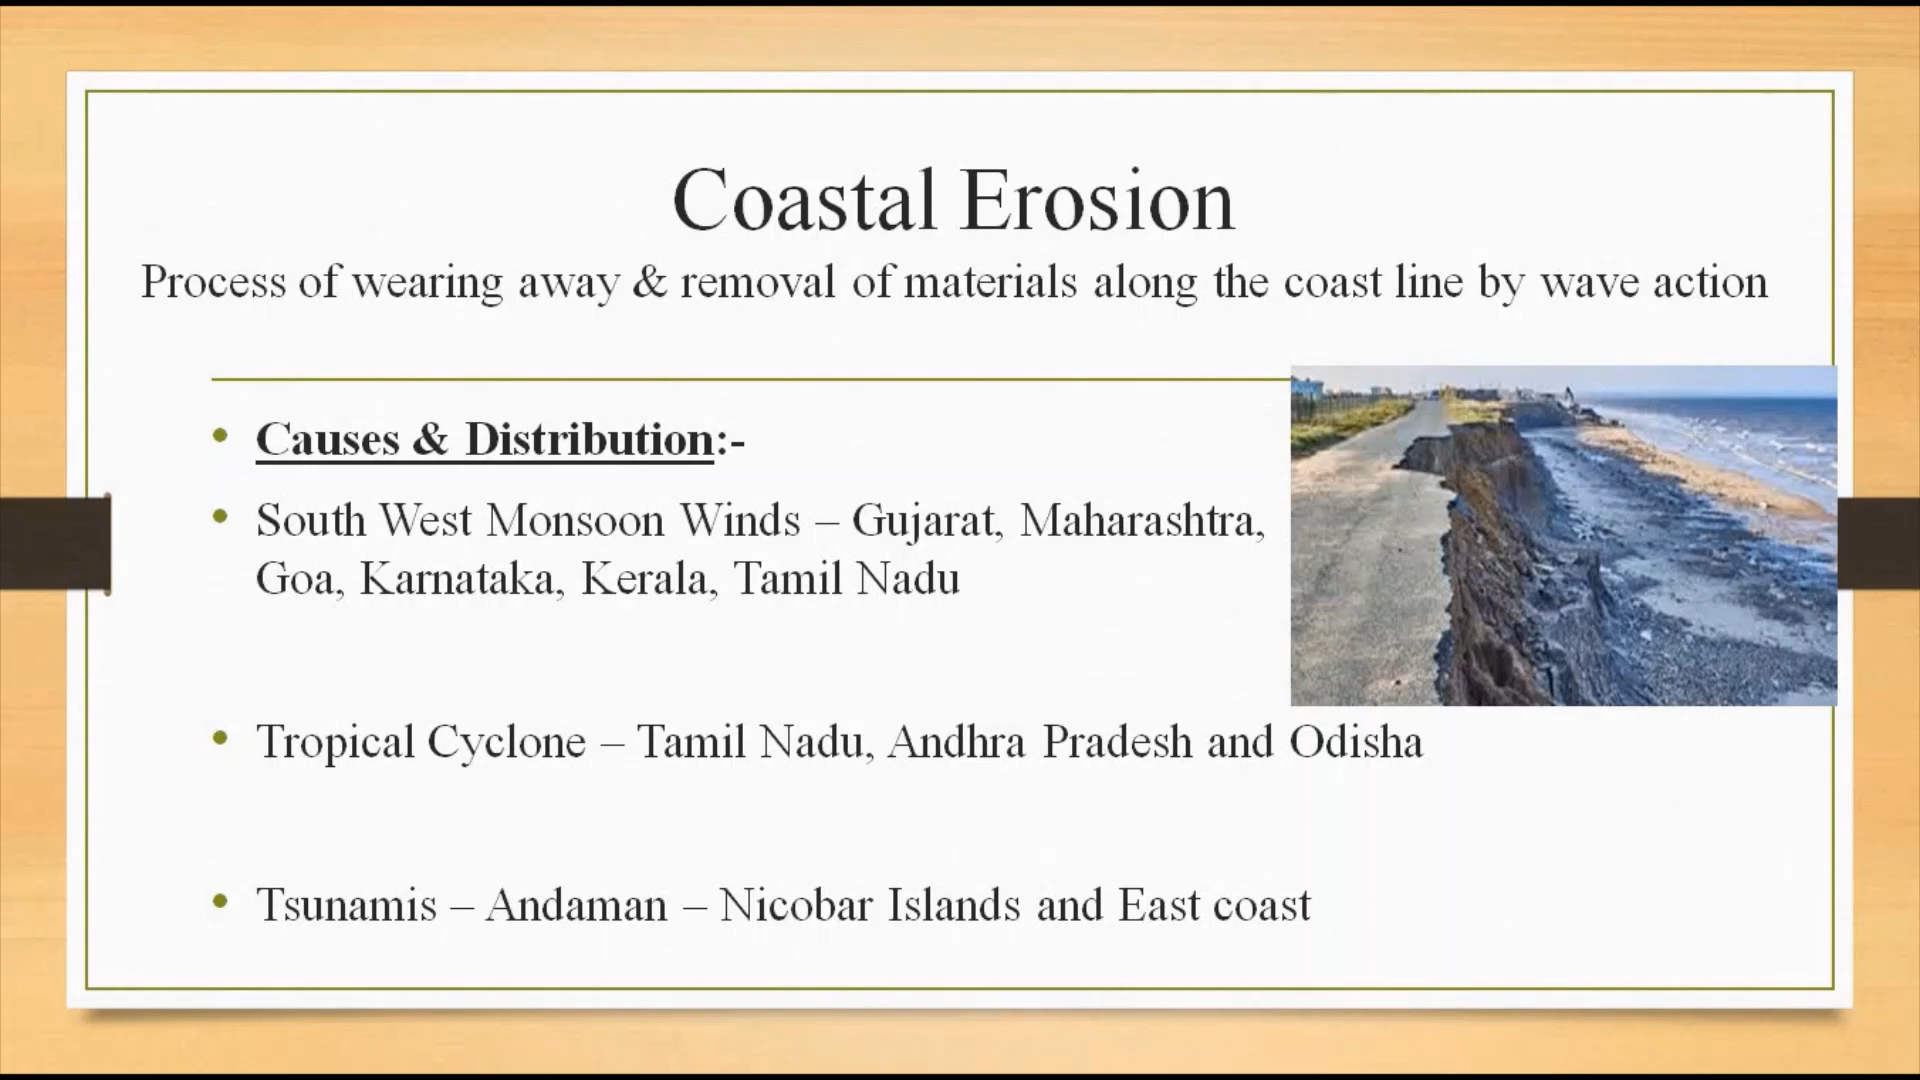 Coastal Erosion
Process of wearing away & removal of materials along the coast line by wave action
• Causes & Distribution:-
• South West Monsoon Winds – Gujarat, Maharashtra,
Goa, Karnataka, Kerala, Tamil Nadu
• Tropical Cyclone – Tamil Nadu, Andhra Pradesh and Odisha
• Tsunamis – Andaman – Nicobar Islands and East coast